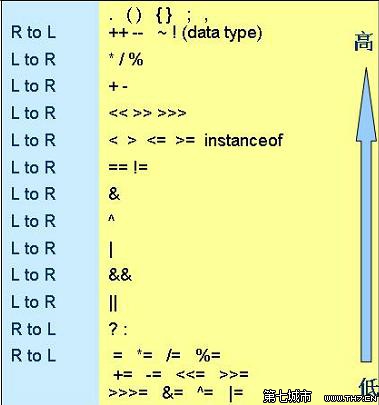 . ( ) { } ; ,
R to L ++ -- ~ ! (data type)
高
L to R * / %
L to R + -
L to R << >> >>>
L to R < > <= >= instanceof
L to R == !=
L to R &
L to R ^
L to R |
L to R &&
L to R ||
R to L ? :
R to L = *= /= %=
+= -= <<= >>=
>>>= &= ^= |=
低
第七城市 www.th7.cn